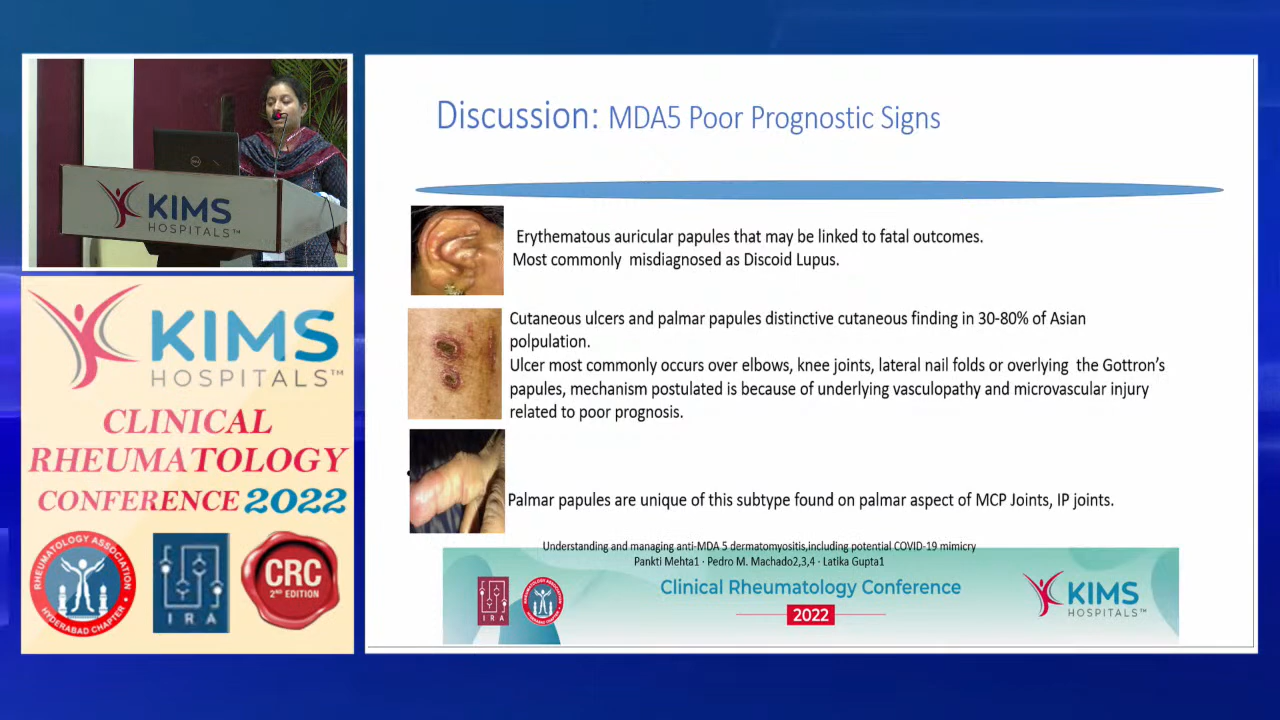 KIMS
HOSPITALS™
KIMS
HOSPITALS™
CLINICAL
RHEUMATOLOGY
CONFERENCE 2022
RHEUMATOLOGY ASSOCIATION
HYDERABAD CHAPTER
IRA
CRC
2ND EDITION
Discussion: MDA5 Poor Prognostic Signs
Erythematous auricular papules that may be linked to fatal outcomes.
Most commonly misdiagnosed as Discoid Lupus.
Cutaneous ulcers and palmar papules distinctive cutaneous finding in 30-80% of Asian
polpulation.
Ulcer most commonly occurs over elbows, knee joints, lateral nail folds or overlying the Gottron's
papules, mechanism postulated is because of underlying vasculopathy and microvascular injury
related to poor prognosis.
Palmar papules are unique of this subtype found on palmar aspect of MCP Joints, IP joints.
Understanding and managing anti-MDA 5 dermatomyositis,including potential COVID-19 mimicry
Pankti Mehta1 · Pedro M. Machado2,3,4 · Latika Gupta1
Clinical Rheumatology Conference
2022
IRA
KIMS
HOSPITALS™